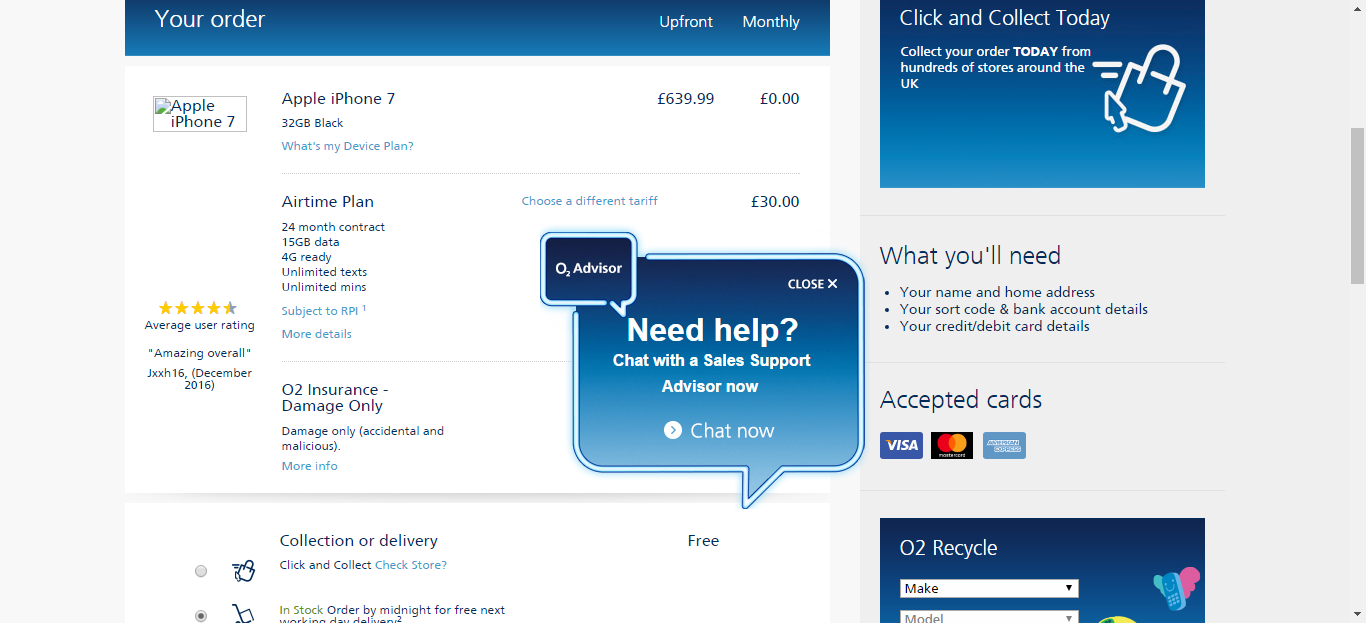 Your order
Upfront
Monthly
Apple iPhone 7
Apple iPhone 7
£639.99
£0.00
32GB Black
What's my Device Plan?
Airtime Plan
Choose a different tariff
£30.00
24 month contract
15GB data
4G ready
Unlimited texts
Unlimited mins
Subject to RPI 1
More details
Average user rating
"Amazing overall"
Jxxh16, (December
2016)
O2 Insurance -
Damage Only
Damage only (accidental and
malicious).
More info
O2 Advisor
CLOSE X
Need help?
Chat with a Sales Support
Advisor now
Chat now
Collection or delivery
Free
Click and Collect Check Store?
In Stock Order by midnight for free next
working day delivery2
Click and Collect Today
Collect your order TODAY from
hundreds of stores around the
UK
What you'll need
Your name and home address
Your sort code & bank account details
Your credit/debit card details
Accepted cards
VISA
mastercard
AMERICAN
EXPRESS
O2 Recycle
Make
Model